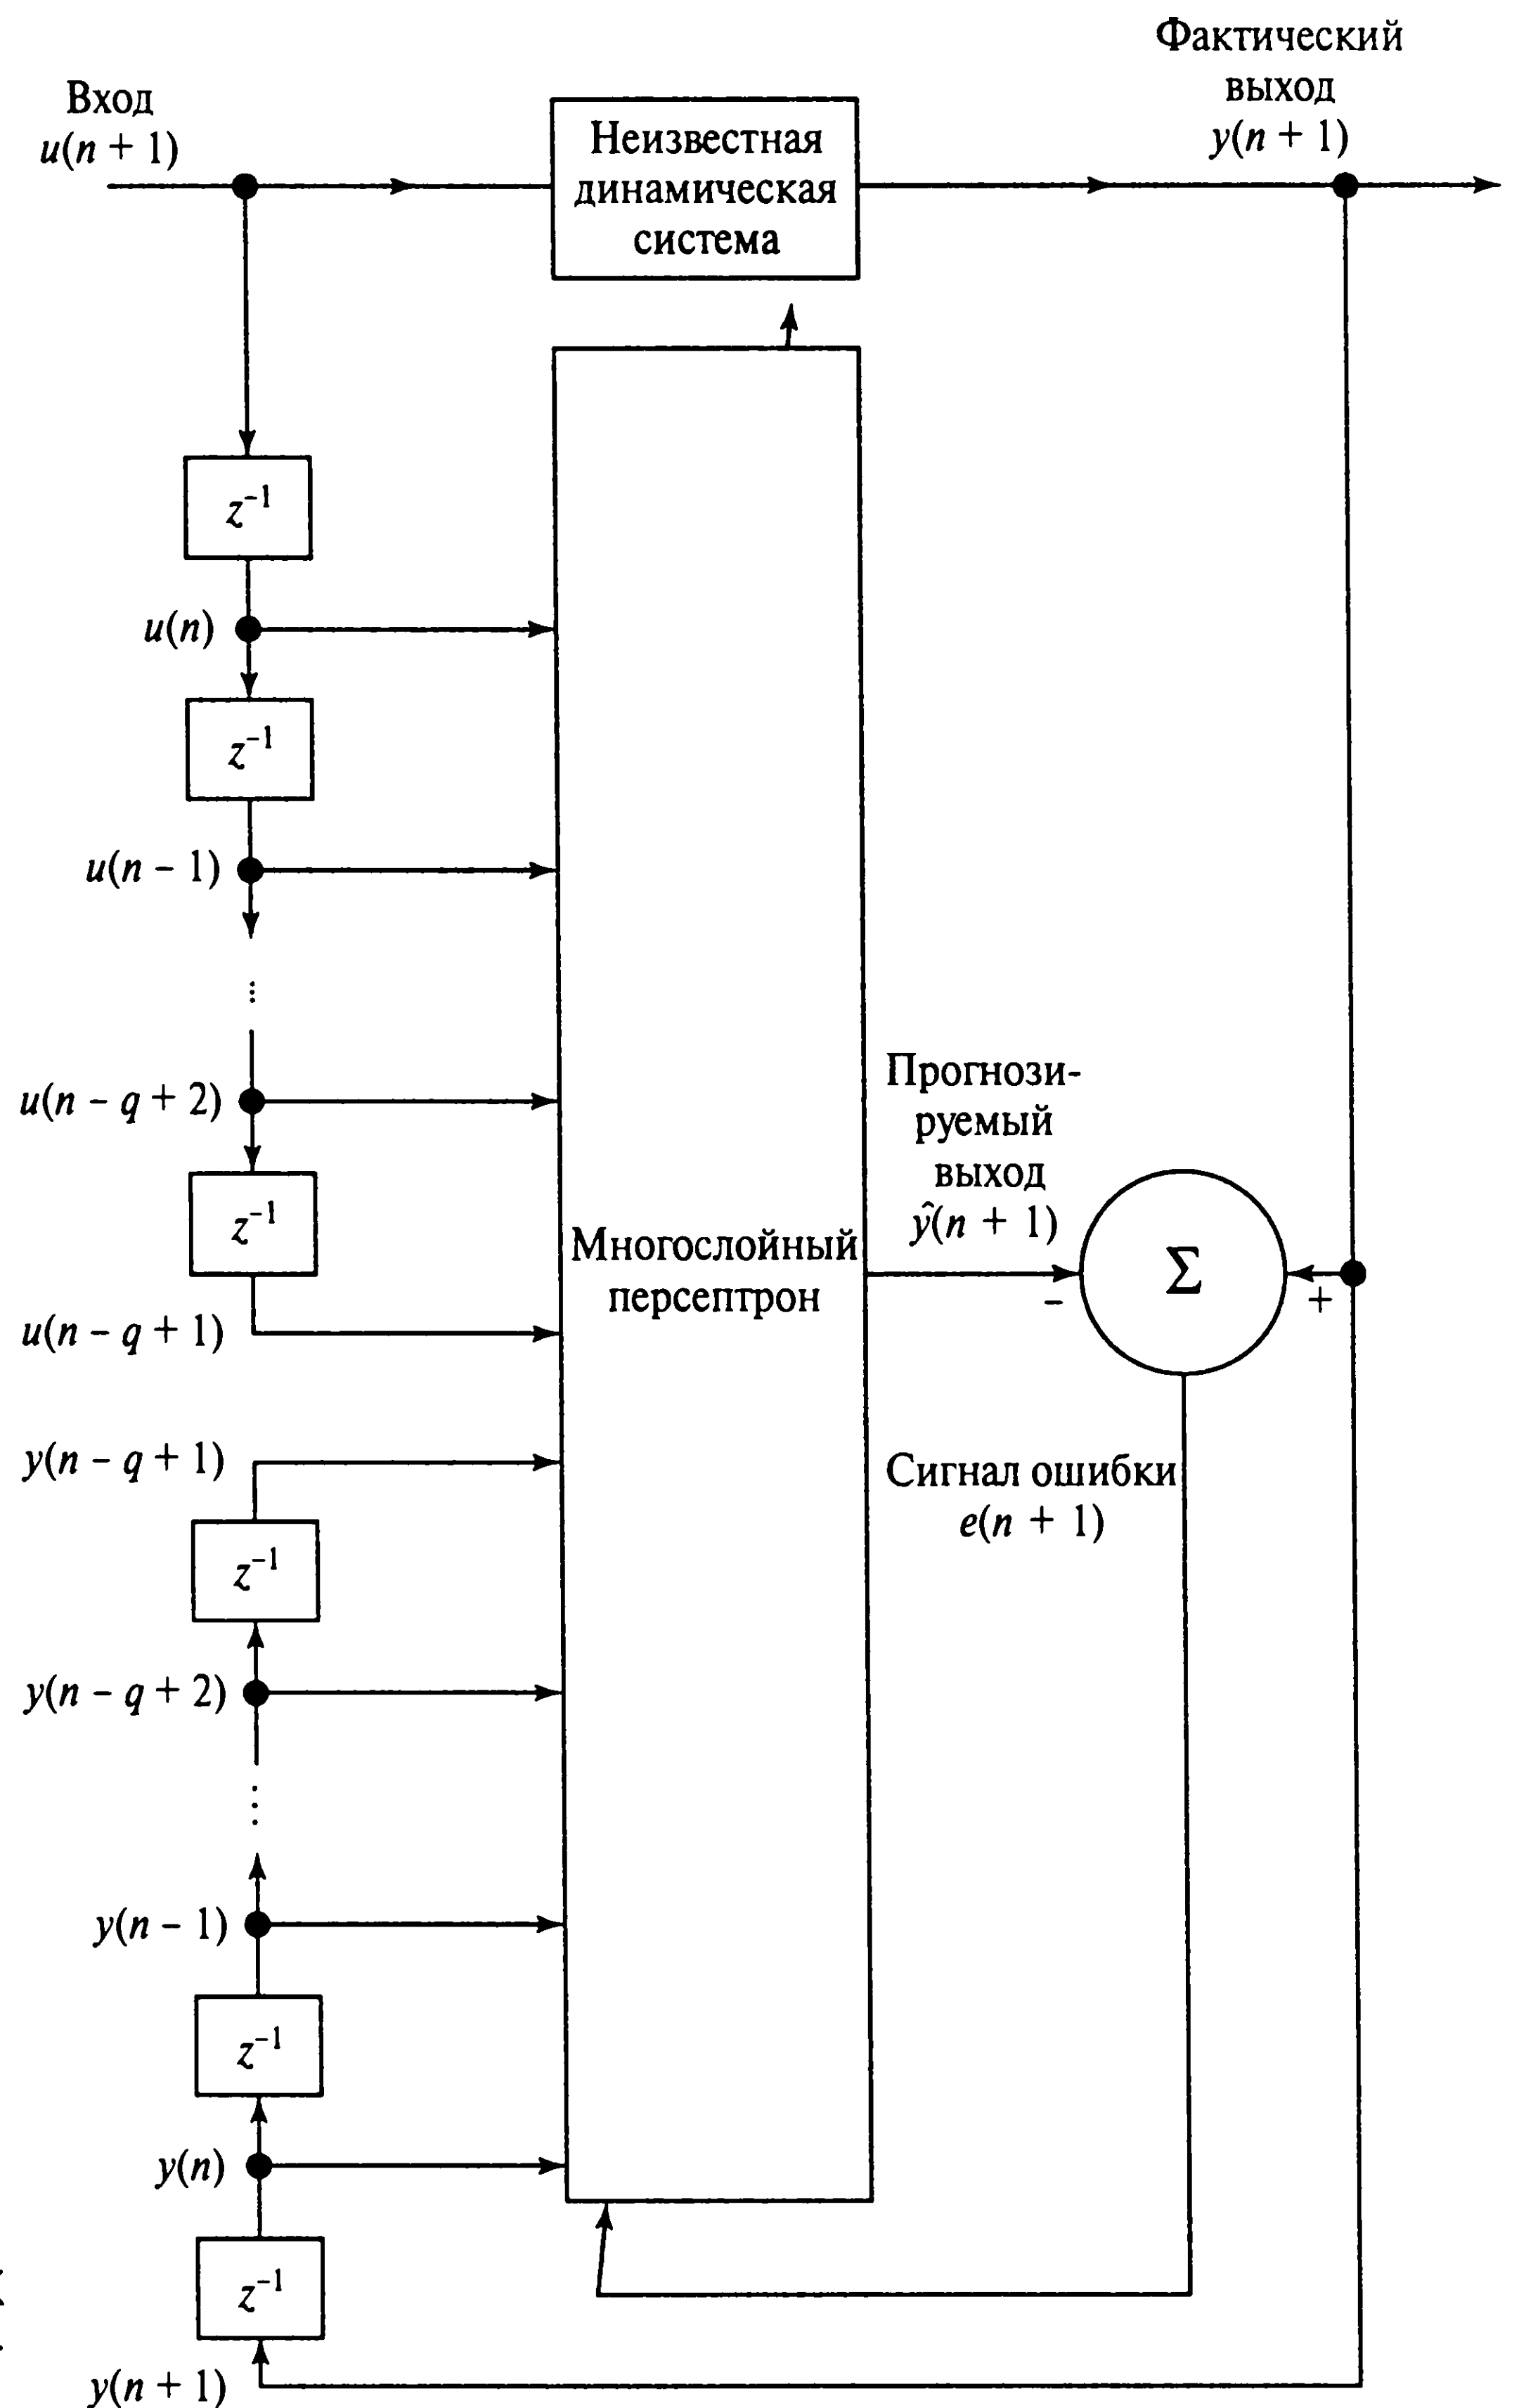 Фактический
выход
y(n + 1)
Вход
u(n + 1)
Неизвестная
динамическая
система
z⁻¹
u(n)
z⁻¹
u(n – 1)
u(n – q + 2)
z⁻¹
u(n – q + 1)
Прогнози-
руемый
выход
ŷ(n + 1)
Многослойный
персептрон
Σ
–
+
y(n – q + 1)
Сигнал ошибки
e(n + 1)
z⁻¹
y(n – q + 2)
y(n – 1)
z⁻¹
y(n)
z⁻¹
y(n + 1)